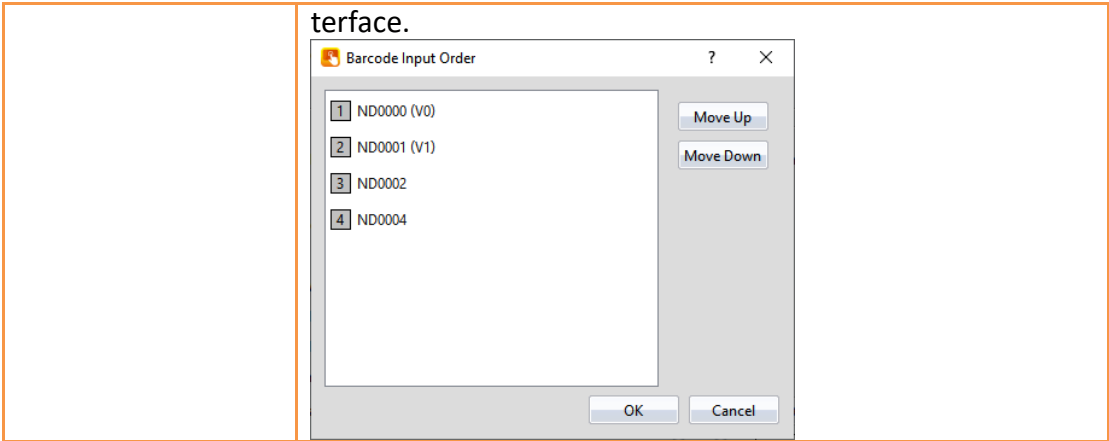 terface.
Barcode Input Order ?
1 ND0000 (V0)
Move Up
2 ND0001 (V1)
Move Down
3 ND0002
4 ND0004
OK Cancel